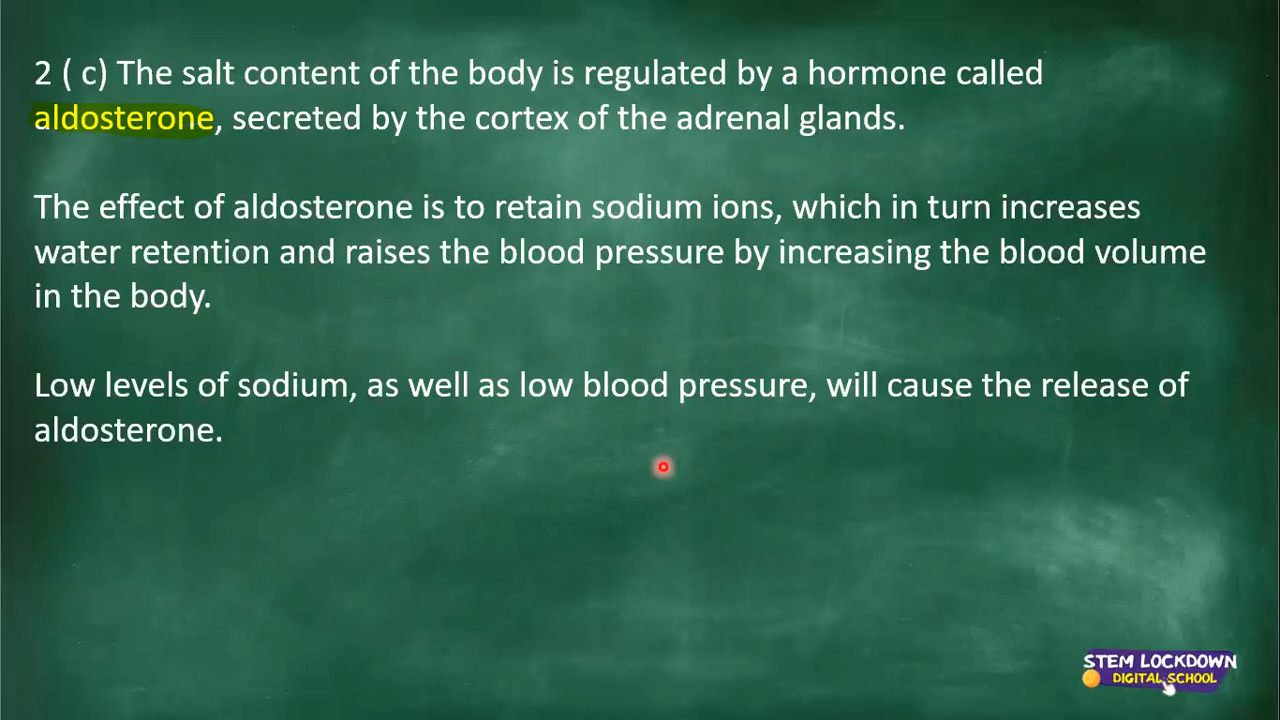 2 ( c) The salt content of the body is regulated by a hormone called
aldosterone, secreted by the cortex of the adrenal glands.
The effect of aldosterone is to retain sodium ions, which in turn increases
water retention and raises the blood pressure by increasing the blood volume
in the body.
Low levels of sodium, as well as low blood pressure, will cause the release of
aldosterone.
STEM LOCKDOWN
DIGITAL SCHOOL